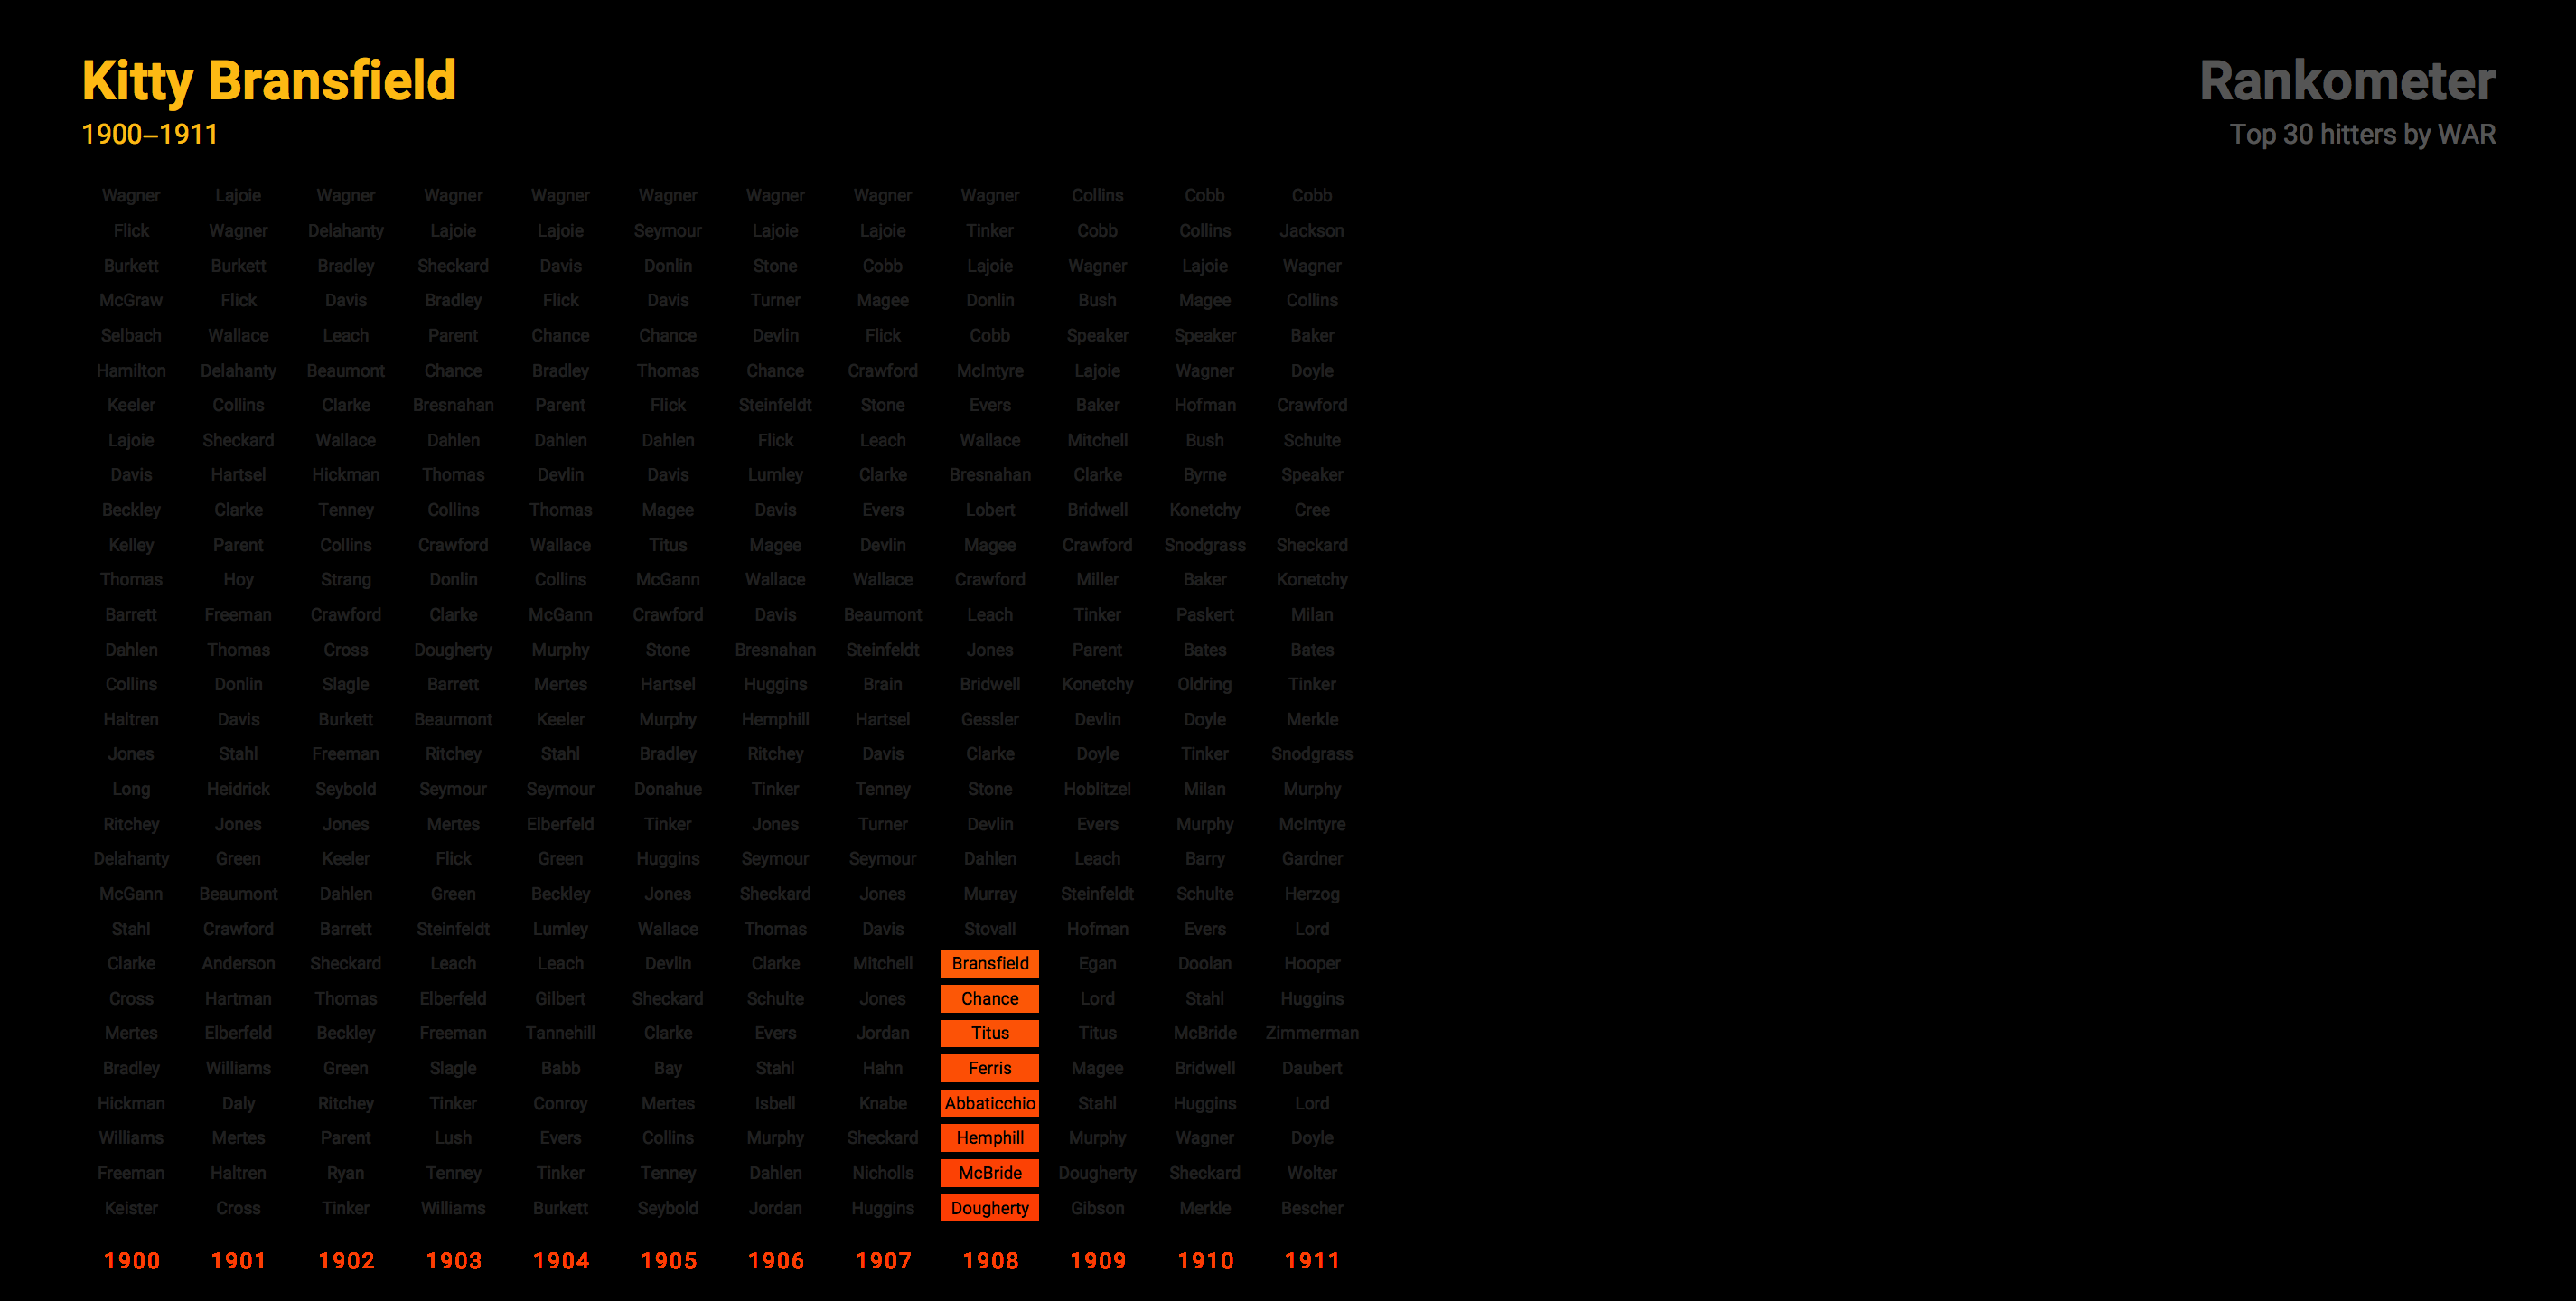 Kitty Bransfield
1900–1911
Rankometer
Top 30 hitters by WAR
Wagner Lajoie Wagner Wagner Wagner Wagner Wagner Wagner Wagner Collins Cobb Cobb
Flick Wagner Delahanty Lajoie Lajoie Seymour Lajoie Lajoie Tinker Cobb Collins Jackson
Burkett Burkett Bradley Sheckard Davis Donlin Stone Cobb Lajoie Wagner Lajoie Wagner
McGraw Flick Davis Bradley Flick Davis Turner Magee Donlin Bush Magee Collins
Selbach Wallace Leach Parent Chance Chance Devlin Flick Cobb Speaker Speaker Baker
Hamilton Delahanty Beaumont Chance Bradley Thomas Chance Crawford McIntyre Lajoie Wagner Doyle
Keeler Collins Clarke Bresnahan Parent Flick Steinfeldt Stone Evers Baker Hofman Crawford
Lajoie Sheckard Wallace Dahlen Dahlen Dahlen Flick Leach Wallace Mitchell Bush Schulte
Davis Hartsel Hickman Thomas Devlin Davis Lumley Clarke Bresnahan Clarke Byrne Speaker
Beckley Clarke Tenney Collins Thomas Magee Davis Evers Lobert Bridwell Konetchy Cree
Kelley Parent Collins Crawford Wallace Titus Magee Devlin Magee Crawford Snodgrass Sheckard
Thomas Hoy Strang Donlin Collins McGann Wallace Wallace Crawford Miller Baker Konetchy
Barrett Freeman Crawford Clarke McGann Crawford Davis Beaumont Leach Tinker Paskert Milan
Dahlen Thomas Cross Dougherty Murphy Stone Bresnahan Steinfeldt Jones Parent Bates Bates
Collins Donlin Slagle Barrett Mertes Hartsel Huggins Brain Bridwell Konetchy Oldring Tinker
Haltren Davis Burkett Beaumont Keeler Murphy Hemphill Hartsel Gessler Devlin Doyle Merkle
Jones Stahl Freeman Ritchey Stahl Bradley Ritchey Davis Clarke Doyle Tinker Snodgrass
Long Heidrick Seybold Seymour Seymour Donahue Tinker Tenney Stone Hoblitzel Milan Murphy
Ritchey Jones Jones Mertes Elberfeld Tinker Jones Turner Devlin Evers Murphy McIntyre
Delahanty Green Keeler Flick Green Huggins Seymour Seymour Dahlen Leach Barry Gardner
McGann Beaumont Dahlen Green Beckley Jones Sheckard Jones Murray Steinfeldt Schulte Herzog
Stahl Crawford Barrett Steinfeldt Lumley Wallace Thomas Davis Stovall Hofman Evers Lord
Clarke Anderson Sheckard Leach Leach Devlin Clarke Mitchell Bransfield Egan Doolan Hooper
Cross Hartman Thomas Elberfeld Gilbert Sheckard Schulte Jones Chance Lord Stahl Huggins
Mertes Elberfeld Beckley Freeman Tannehill Clarke Evers Jordan Titus Titus McBride Zimmerman
Bradley Williams Green Slagle Babb Bay Stahl Hahn Ferris Magee Bridwell Daubert
Hickman Daly Ritchey Tinker Conroy Mertes Isbell Knabe Abbaticchio Stahl Huggins Lord
Williams Mertes Parent Lush Evers Collins Murphy Sheckard Hemphill Murphy Wagner Doyle
Freeman Haltren Ryan Tenney Tinker Tenney Dahlen Nicholls McBride Dougherty Sheckard Wolter
Keister Cross Tinker Williams Burkett Seybold Jordan Huggins Dougherty Gibson Merkle Bescher
1900 1901 1902 1903 1904 1905 1906 1907 1908 1909 1910 1911